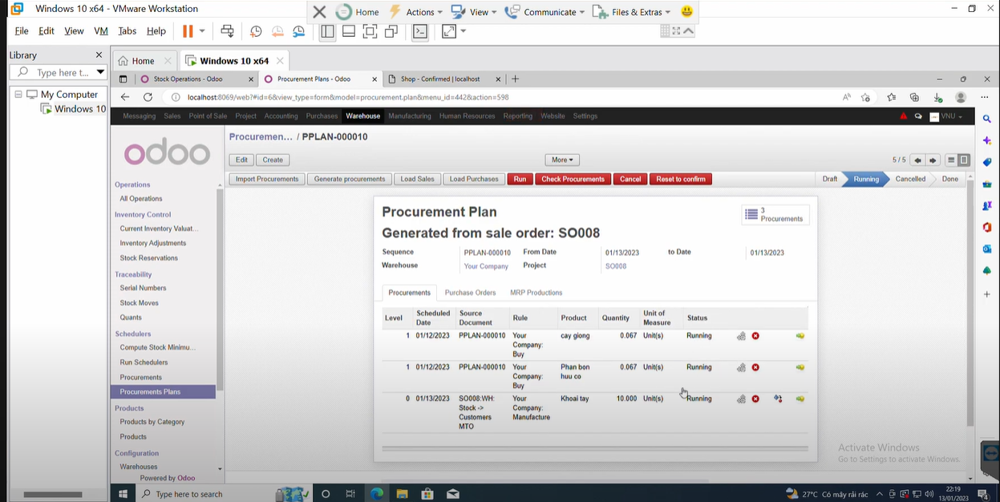 Windows 10 x64 - VMware Workstation
Home Actions View Communicate Files & Extras
File Edit View VM Tabs Help
Library
Type here t...
My Computer
Windows 10
Home Windows 10 x64
Stock Operations - Odoo Procurement Plans - Odoo Shop - Confirmed | localhost
localhost:8069/web?#id=6&view_type=form&model=procurement.plan&menu_id=442&action=598
Messaging Sales Point of Sale Project Accounting Purchases Warehouse Manufacturing Human Resources Reporting Website Settings VNU
odoo
Procuremen... / PPLAN-000010
Edit Create More 5 / 5
Import Procurements Generate procurements Load Sales Load Purchases Run Check Procurements Cancel Reset to confirm Draft Running Cancelled Done
Operations
All Operations
Inventory Control
Current Inventory Valuat...
Inventory Adjustments
Stock Reservations
Traceability
Serial Numbers
Stock Moves
Quants
Schedulers
Compute Stock Minimu...
Run Schedulers
Procurements
Procurements Plans
Products
Products by Category
Products
Configuration
Warehouses
Powered by Odoo
Procurement Plan
3
Procurements
Generated from sale order: SO008
Sequence PPLAN-000010 From Date 01/13/2023 to Date 01/13/2023
Warehouse Your Company Project SO008
Procurements Purchase Orders MRP Productions
Level Scheduled Date Source Document Rule Product Quantity Unit of Measure Status
1 01/12/2023 PPLAN-000010 Your Company: Buy cay giong 0.067 Unit(s) Running
1 01/12/2023 PPLAN-000010 Your Company: Buy Phan bon huu co 0.067 Unit(s) Running
0 01/13/2023 SO008:WH: Stock -> Customers MTO Your Company: Manufacture Khoai tay 10.000 Unit(s) Running
Activate Windows
Go to Settings to activate Windows.
Type here to search
27°C Có mây rải rác
22:19
13/01/2023
4